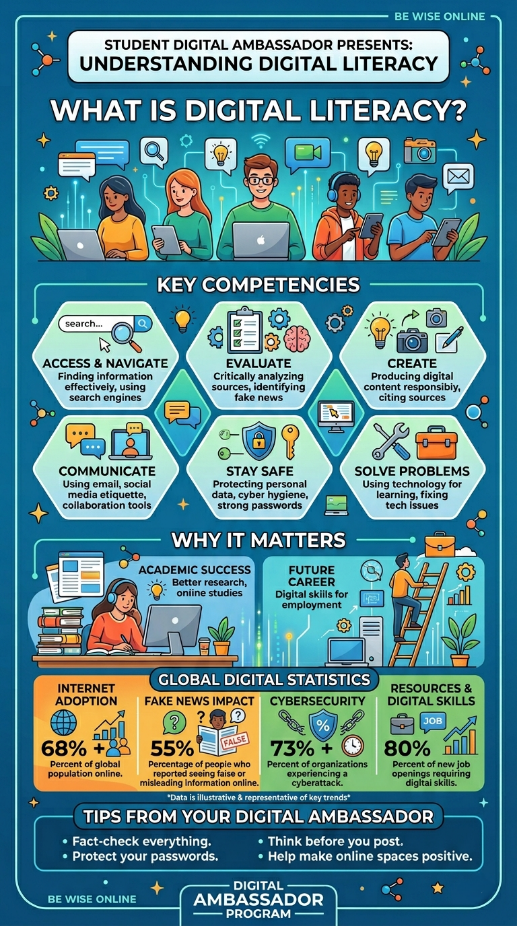 BE WISE ONLINE
STUDENT DIGITAL AMBASSADOR PRESENTS:
UNDERSTANDING DIGITAL LITERACY
WHAT IS DIGITAL LITERACY?
KEY COMPETENCIES
search...
ACCESS & NAVIGATE
Finding information
effectively, using
search engines
EVALUATE
Critically analyzing
sources, identifying
fake news
CREATE
Producing digital
content responsibly,
citing sources
COMMUNICATE
Using email, social
media etiquette,
collaboration tools
STAY SAFE
Protecting personal
data, cyber hygiene,
strong passwords
SOLVE PROBLEMS
Using technology for
learning, fixing
tech issues
WHY IT MATTERS
ACADEMIC SUCCESS
Better research,
online studies
FUTURE
CAREER
Digital skills for
employment
GLOBAL DIGITAL STATISTICS
INTERNET
ADOPTION
68% +
Percent of global
population online.
FAKE NEWS IMPACT
?
FALSE
55%
Percentage of people who
reported seeing false or
misleading information online.
CYBERSECURITY
%
73% +
Percent of organizations
experiencing a
cyberattack.
RESOURCES &
DIGITAL SKILLS
JOB
80%
Percent of new job
openings requiring
digital skills.
*Data is illustrative & representative of key trends*
TIPS FROM YOUR DIGITAL AMBASSADOR
• Fact-check everything.
• Protect your passwords.
• Think before you post.
• Help make online spaces positive.
BE WISE ONLINE
DIGITAL
AMBASSADOR
PROGRAM